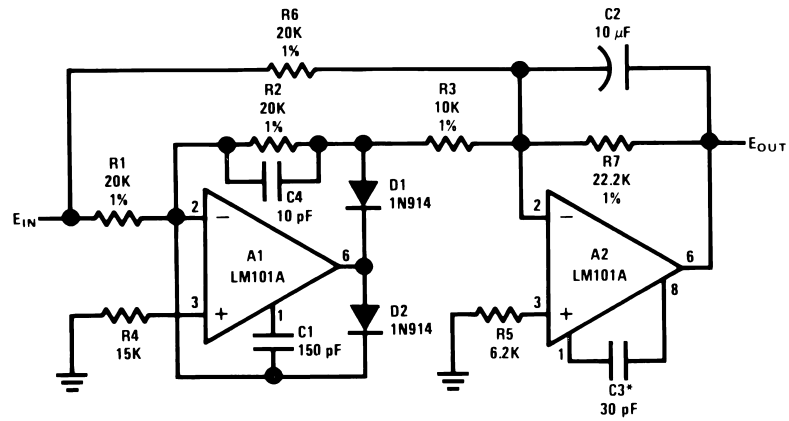 R6
20K
1%
C2
10 μF
R2
20K
1%
R3
10K
1%
R1
20K
1%
C4
10 pF
D1
1N914
R7
22.2K
1%
E_OUT
E_IN
2
−
A1
LM101A
6
3
+
1
R4
15K
C1
150 pF
D2
1N914
2
−
A2
LM101A
6
8
3
+
1
R5
6.2K
C3*
30 pF